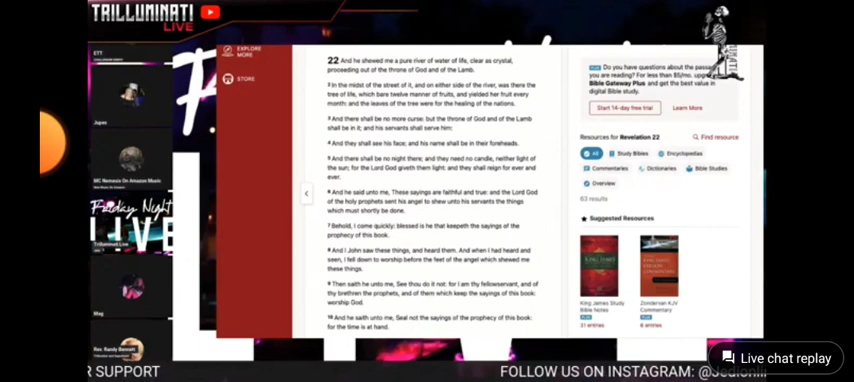 TRILLUMINATI
LIVE
ETT
Jopes
MC Nemesis On Amazon Music
Friday Night
LIVE
Trilluminati Live
Mag
Rev. Randy Bennett
EXPLORE
MORE
STORE
22 And he shewed me a pure river of water of life, clear as crystal,
proceeding out of the throne of God and of the Lamb.
2 In the midst of the street of it, and on either side of the river, was there the
tree of life, which bare twelve manner of fruits, and yielded her fruit every
month: and the leaves of the tree were for the healing of the nations.
3 And there shall be no more curse: but the throne of God and of the Lamb
shall be in it; and his servants shall serve him:
4 And they shall see his face; and his name shall be in their foreheads.
5 And there shall be no night there; and they need no candle, neither light of
the sun; for the Lord God giveth them light: and they shall reign for ever and
ever.
6 And he said unto me, These sayings are faithful and true: and the Lord God
of the holy prophets sent his angel to shew unto his servants the things
which must shortly be done.
7 Behold, I come quickly: blessed is he that keepeth the sayings of the
prophecy of this book.
8 And I John saw these things, and heard them. And when I had heard and
seen, I fell down to worship before the feet of the angel which shewed me
these things.
9 Then saith he unto me, See thou do it not: for I am thy fellowservant, and of
thy brethren the prophets, and of them which keep the sayings of this book:
worship God.
10 And he saith unto me, Seal not the sayings of the prophecy of this book:
for the time is at hand.
PLUS Do you have questions about the passage
you are reading? For less than $5/mo. upgrade
Bible Gateway Plus and get the best value in
digital Bible study.
Start 14-day free trial
Learn More
Resources for Revelation 22
Find resource
All
Study Bibles
Encyclopedias
Commentaries
Dictionaries
Bible Studies
Overview
63 results
Suggested Resources
King James Study
Bible Notes
PLUS
31 entries
Zondervan KJV
Commentary
PLUS
6 entries
R SUPPORT
FOLLOW US ON INSTAGRAM:
Live chat replay